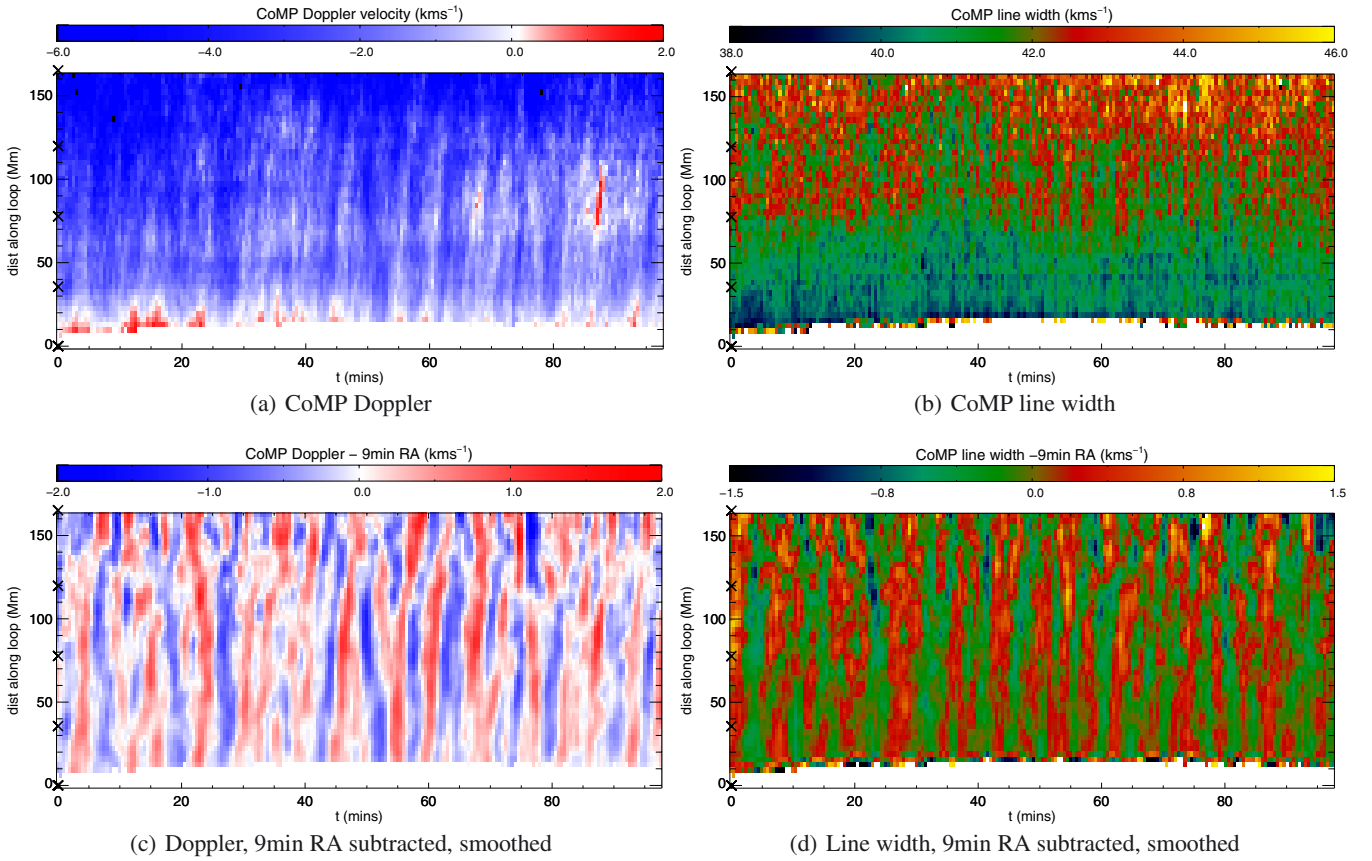 CoMP Doppler velocity (kms⁻¹)
−6.0 −4.0 −2.0 0.0 2.0
dist along loop (Mm)
150
100
50
0
0 20 40 60 80
t (mins)
(a) CoMP Doppler
CoMP line width (kms⁻¹)
38.0 40.0 42.0 44.0 46.0
dist along loop (Mm)
150
100
50
0
0 20 40 60 80
t (mins)
(b) CoMP line width
CoMP Doppler − 9min RA (kms⁻¹)
−2.0 −1.0 0.0 1.0 2.0
dist along loop (Mm)
150
100
50
0
0 20 40 60 80
t (mins)
(c) Doppler, 9min RA subtracted, smoothed
CoMP line width −9min RA (kms⁻¹)
−1.5 −0.8 0.0 0.8 1.5
dist along loop (Mm)
150
100
50
0
0 20 40 60 80
t (mins)
(d) Line width, 9min RA subtracted, smoothed